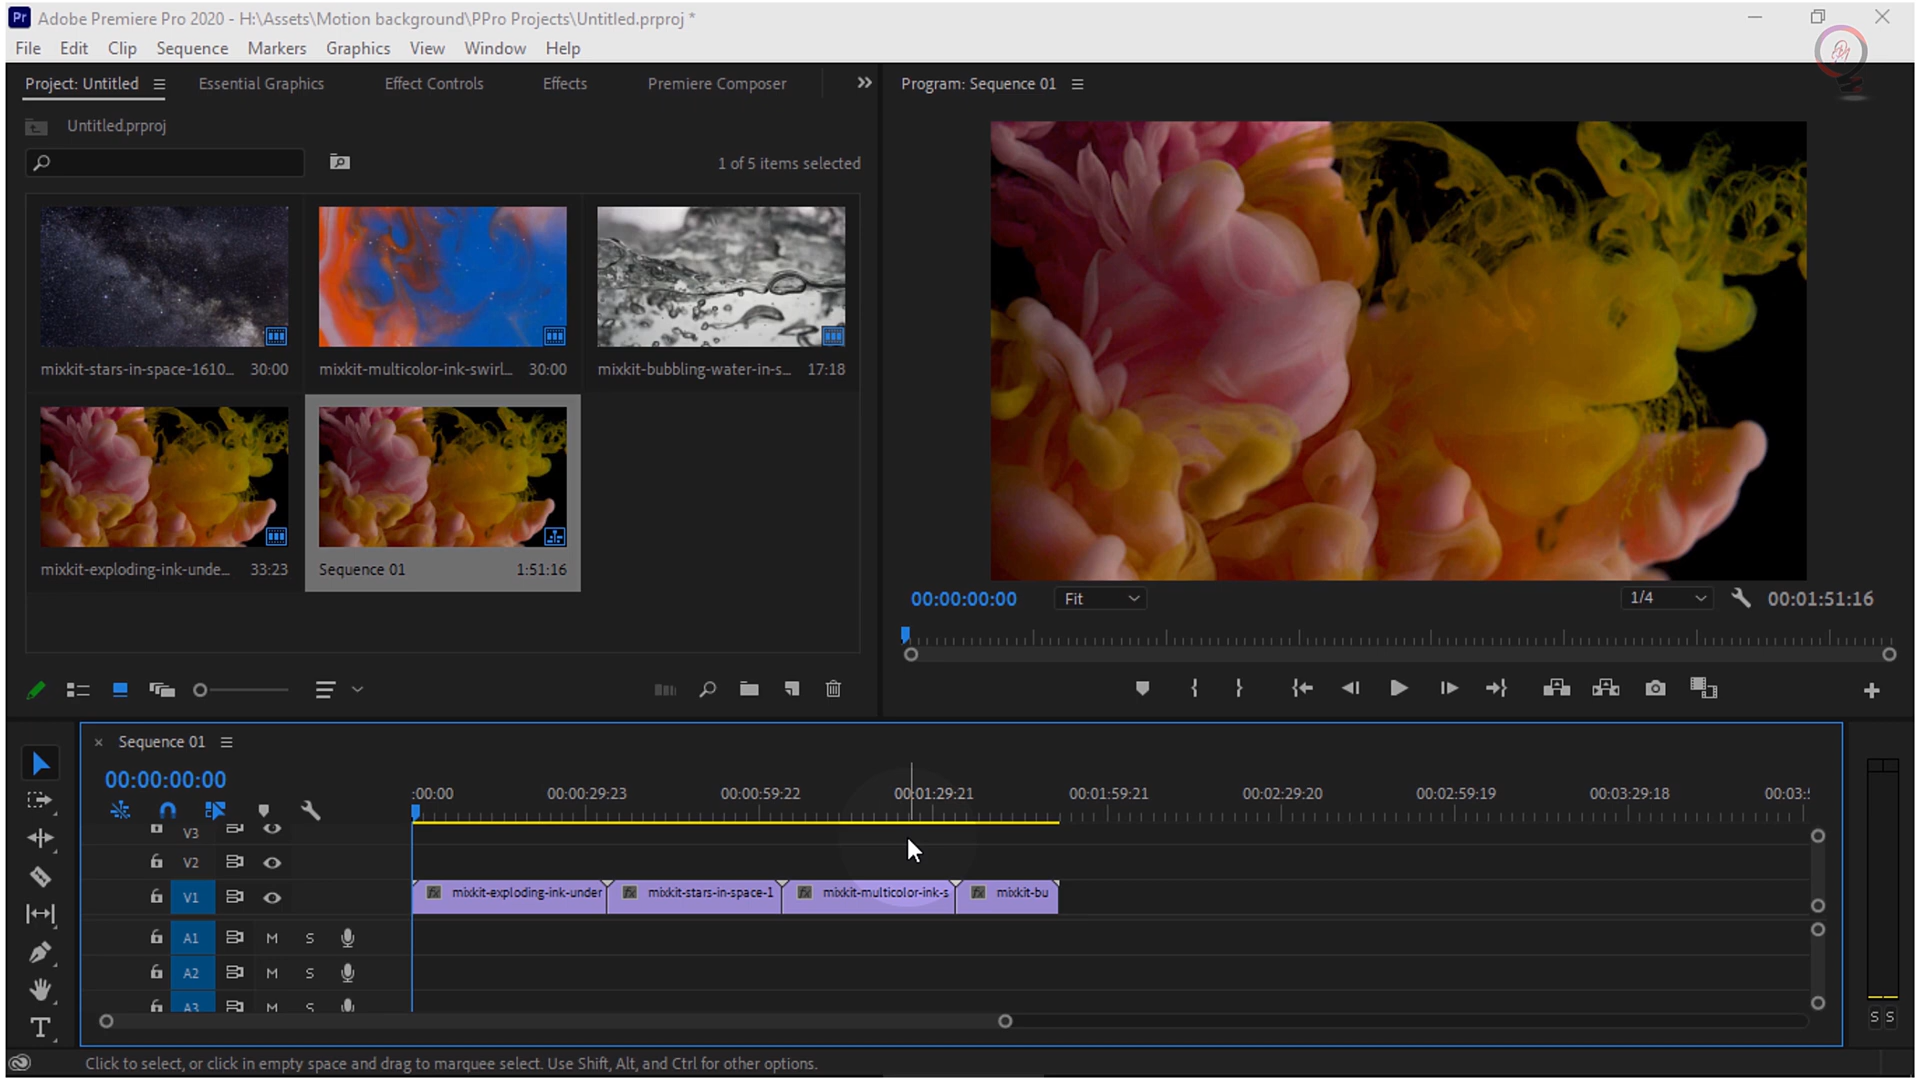 Pr Adobe Premiere Pro 2020 - H:\Assets\Motion background\PPro Projects\Untitled.prproj *
File Edit Clip Sequence Markers Graphics View Window Help
Project: Untitled Essential Graphics Effect Controls Effects Premiere Composer
Program: Sequence 01
Untitled.prproj
1 of 5 items selected
mixkit-stars-in-space-1610... 30:00
mixkit-multicolor-ink-swirl... 30:00
mixkit-bubbling-water-in-s... 17:18
mixkit-exploding-ink-unde... 33:23
Sequence 01 1:51:16
00:00:00:00 Fit 1/4 00:01:51:16
Sequence 01
00:00:00:00
:00:00 00:00:29:23 00:00:59:22 00:01:29:21 00:01:59:21 00:02:29:20 00:02:59:19 00:03:29:18 00:03:
V3
V2
V1 fx mixkit-exploding-ink-under fx mixkit-stars-in-space-1 fx mixkit-multicolor-ink-s fx mixkit-bu
A1 M S
A2 M S
A3 M S
S S
T
Click to select, or click in empty space and drag to marquee select. Use Shift, Alt, and Ctrl for other options.